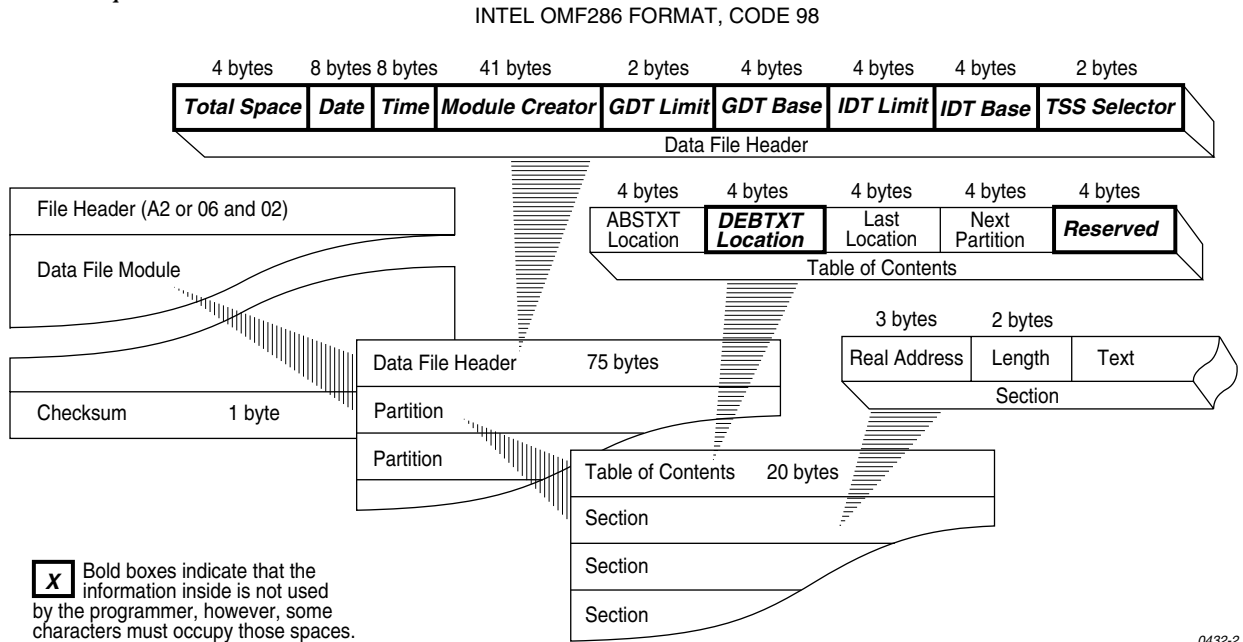 INTEL OMF286 FORMAT, CODE 98
4 bytes 8 bytes 8 bytes 41 bytes 2 bytes 4 bytes 4 bytes 4 bytes 2 bytes
Total Space Date Time Module Creator GDT Limit GDT Base IDT Limit IDT Base TSS Selector
Data File Header
4 bytes 4 bytes 4 bytes 4 bytes 4 bytes
ABSTXT Location DEBTXT Location Last Location Next Partition Reserved
Table of Contents
File Header (A2 or 06 and 02)
Data File Module
3 bytes 2 bytes
Real Address Length Text
Section
Data File Header 75 bytes
Checksum 1 byte
Partition
Partition
Table of Contents 20 bytes
Section
Section
Section
X Bold boxes indicate that the
information inside is not used
by the programmer, however, some
characters must occupy those spaces.
0432-2